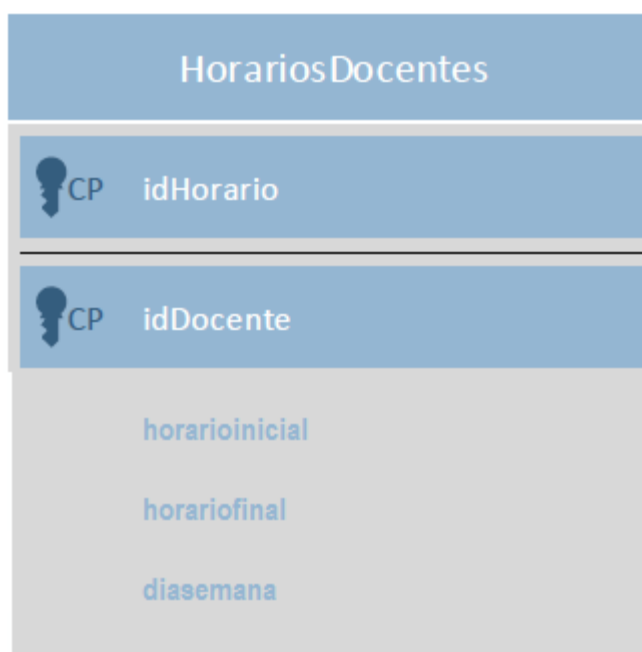 HorariosDocentes
CP idHorario
CP idDocente
horarioinicial
horariofinal
diasemana